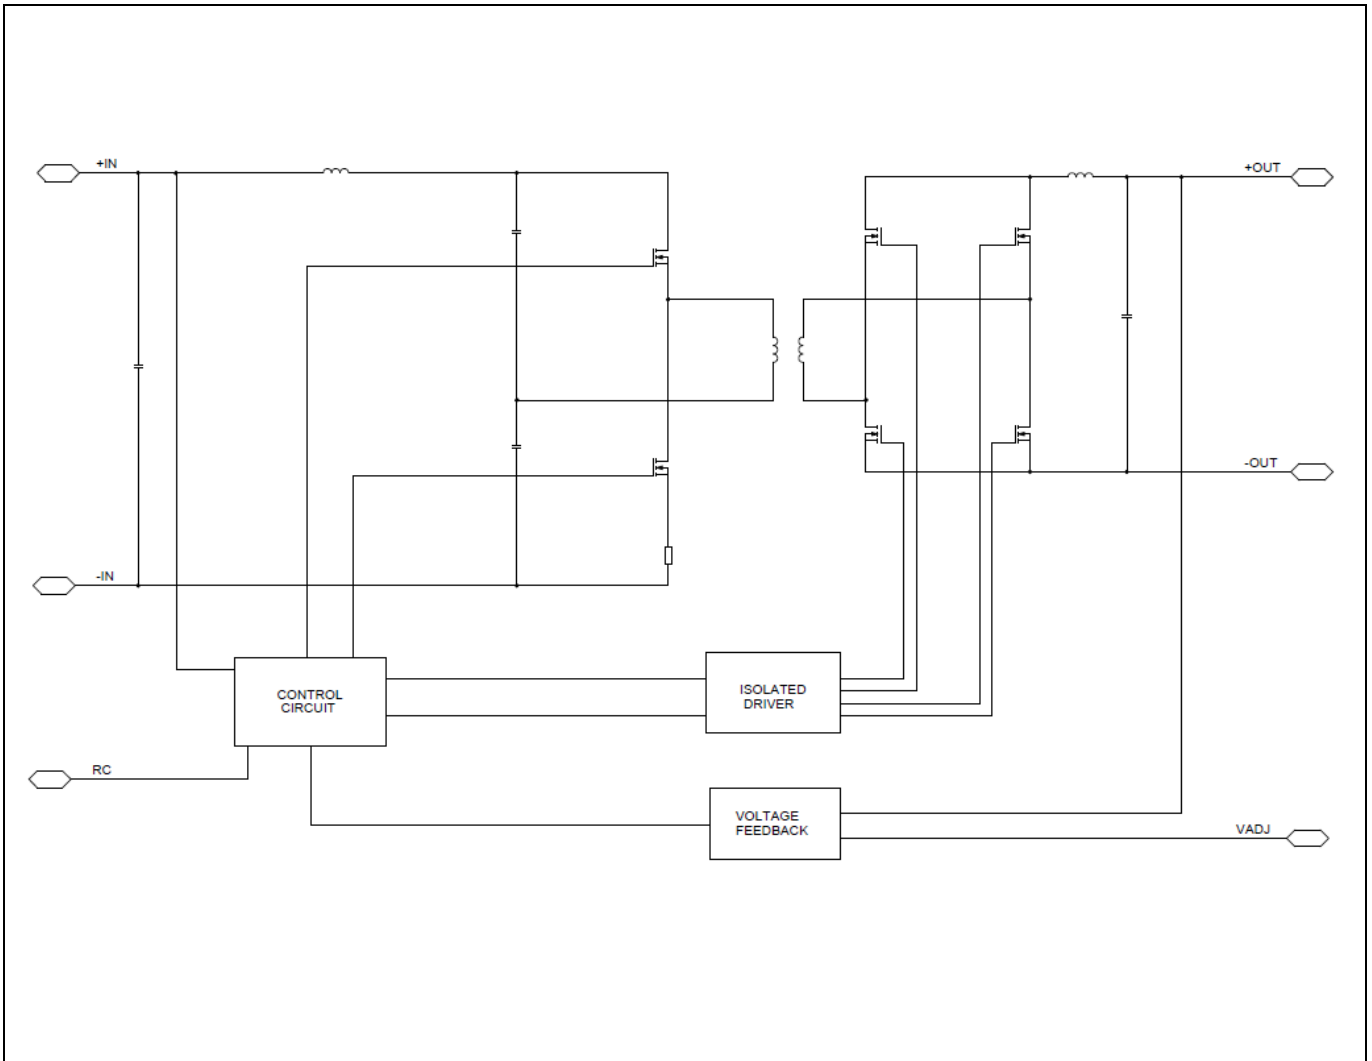 +IN
+OUT
-OUT
-IN
CONTROL
CIRCUIT
ISOLATED
DRIVER
RC
VOLTAGE
FEEDBACK
VADJ